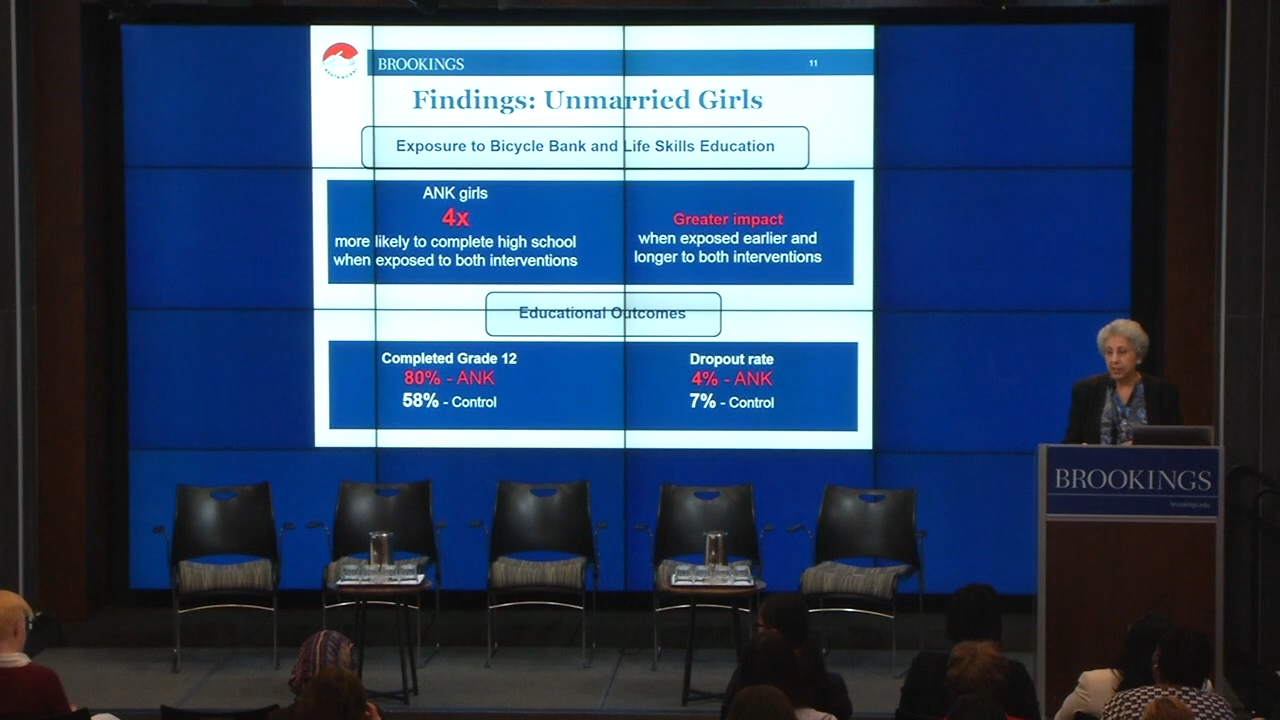 BROOKINGS
11
Findings: Unmarried Girls
Exposure to Bicycle Bank and Life Skills Education
ANK girls
4x
more likely to complete high school
when exposed to both interventions
Greater impact
when exposed earlier and
longer to both interventions
Educational Outcomes
Completed Grade 12
80% - ANK
58% - Control
Dropout rate
4% - ANK
7% - Control
BROOKINGS
brookings.edu